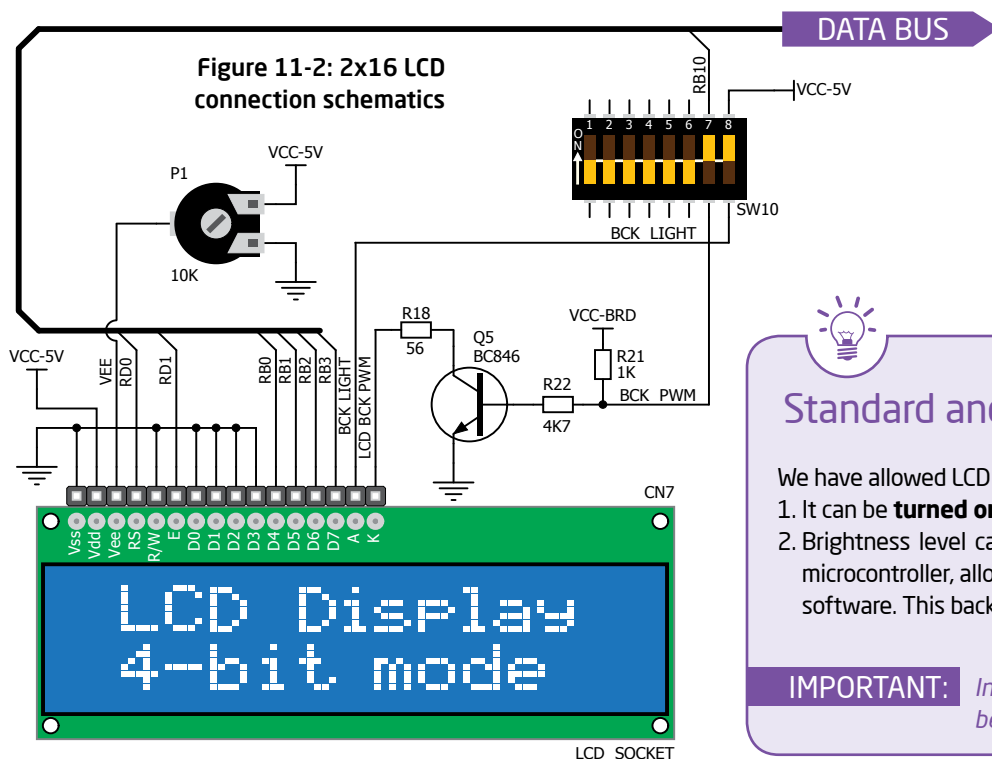 DATA BUS
Figure 11-2: 2x16 LCD
connection schematics
RB10
VCC-5V
1 2 3 4 5 6 7 8
ON
SW10
VCC-5V
P1
10K
BCK LIGHT
R18
56
Q5
BC846
VCC-BRD
R21
1K
R22
4K7
BCK PWM
VCC-5V
VEE
RD0
RD1
RB0
RB1
RB2
RB3
BCK LIGHT
LCD BCK PWM
CN7
Vss
Vdd
Vee
RS
R/W
E
D0
D1
D2
D3
D4
D5
D6
D7
A
K
LCD Display
4-bit mode
LCD SOCKET
Standard an
We have allowed LCD
1. It can be turned o
2. Brightness level ca
microcontroller, allo
software. This back
IMPORTANT:
In
be